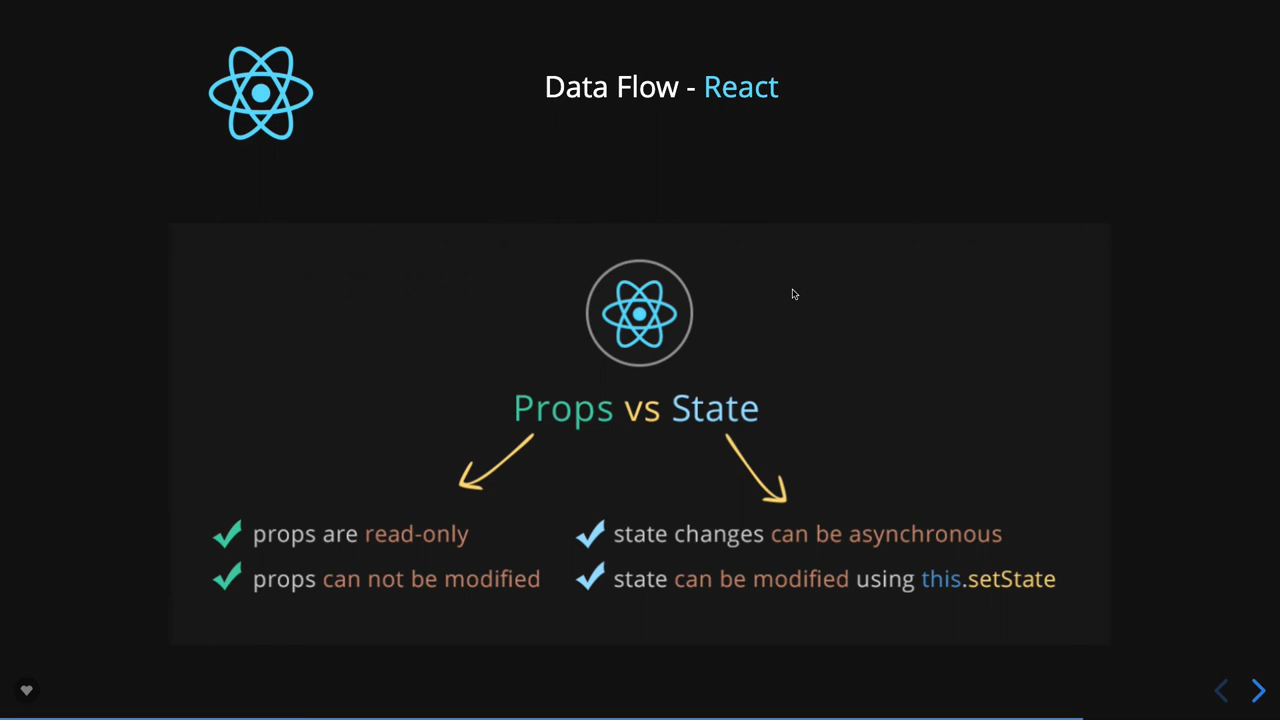 Data Flow - React
Props vs State
props are read-only
props can not be modified
state changes can be asynchronous
state can be modified using this.setState